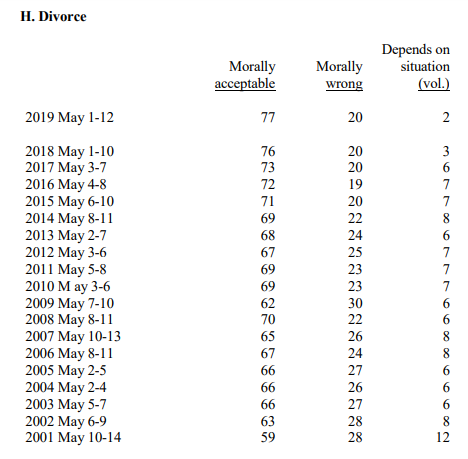 H. Divorce
Depends on
Morally Morally situation
acceptable wrong (vol.)
2019 May 1-12 77 20 2
2018 May 1-10 76 20 3
2017 May 3-7 73 20 6
2016 May 4-8 72 19 7
2015 May 6-10 71 20 7
2014 May 8-11 69 22 8
2013 May 2-7 68 24 6
2012 May 3-6 67 25 7
2011 May 5-8 69 23 7
2010 M ay 3-6 69 23 7
2009 May 7-10 62 30 6
2008 May 8-11 70 22 6
2007 May 10-13 65 26 8
2006 May 8-11 67 24 8
2005 May 2-5 66 27 6
2004 May 2-4 66 26 6
2003 May 5-7 66 27 6
2002 May 6-9 63 28 8
2001 May 10-14 59 28 12